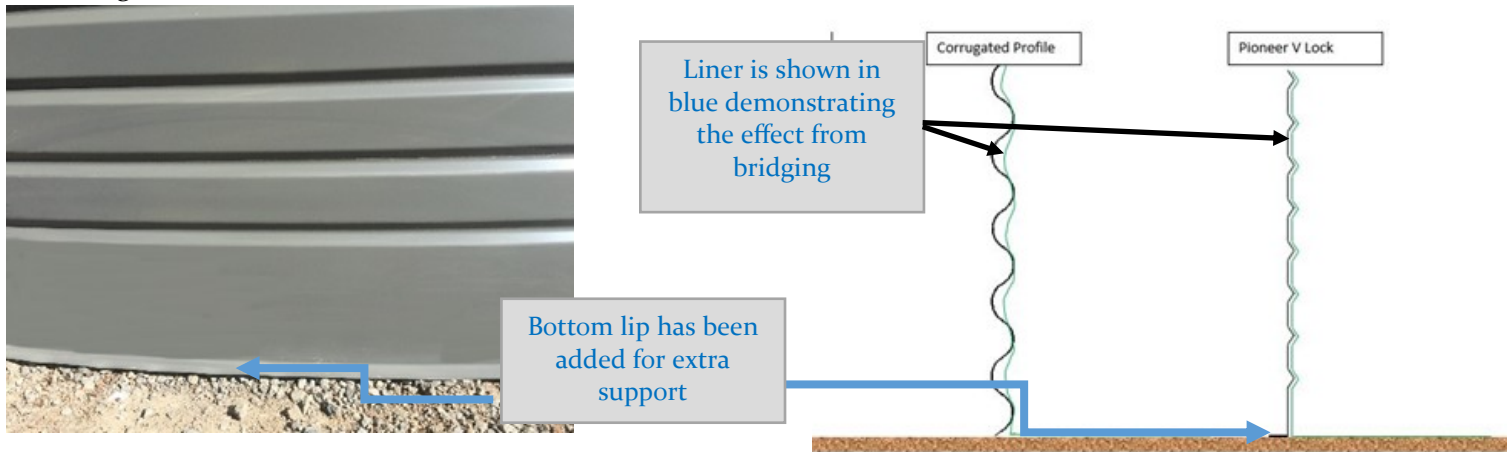 Corrugated Profile
Pioneer V Lock
Liner is shown in
blue demonstrating
the effect from
bridging
Bottom lip has been
added for extra
support